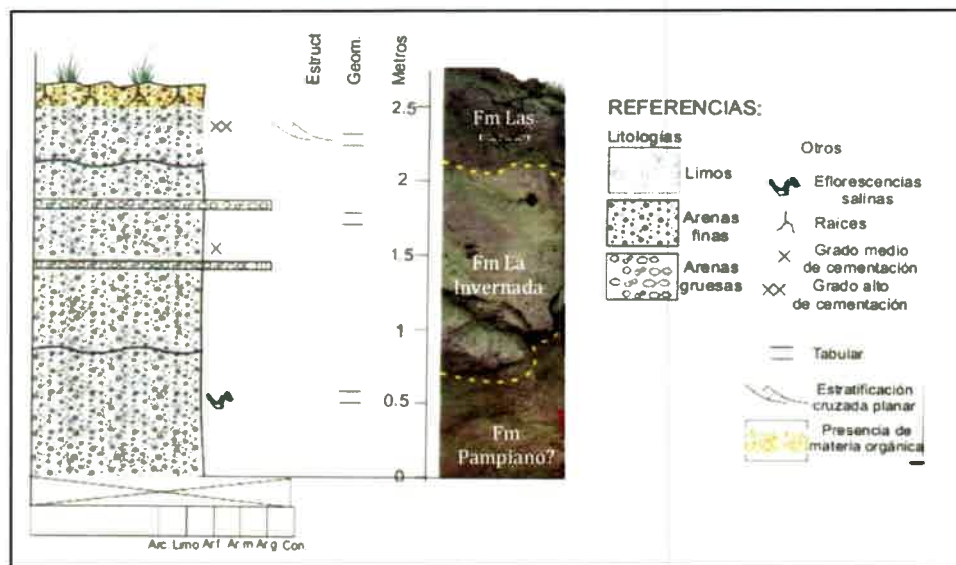 Estruct
Geom.
Metros
2.5
2
1.5
1
0.5
0
Fm Las
Fm La
Invernada
Fm
Pampiano?
Arc Limo Ar f Ar m Ar g Con
REFERENCIAS:
Litologías
Limos
Arenas
finas
Arenas
gruesas
Otros
Eflorescencias
salinas
Raíces
Grado medio
de cementación
Grado alto
de cementación
Tabular
Estratificación
cruzada planar
Presencia de
materia orgánica